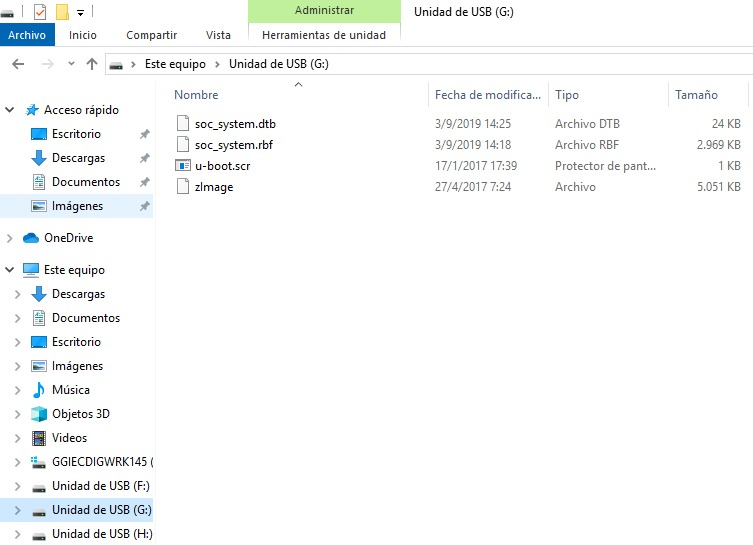 Administrar Unidad de USB (G:)
Archivo Inicio Compartir Vista Herramientas de unidad
Este equipo Unidad de USB (G:)
Nombre Fecha de modifica... Tipo Tamaño
Acceso rápido
Escritorio
Descargas
Documentos
Imágenes
OneDrive
Este equipo
Descargas
Documentos
Escritorio
Imágenes
Música
Objetos 3D
Videos
GGIECDIGWRK145 (
Unidad de USB (F:)
Unidad de USB (G:)
Unidad de USB (H:)
soc_system.dtb 3/9/2019 14:25 Archivo DTB 24 KB
soc_system.rbf 3/9/2019 14:18 Archivo RBF 2.969 KB
u-boot.scr 17/1/2017 17:39 Protector de pant... 1 KB
zImage 27/4/2017 7:24 Archivo 5.051 KB